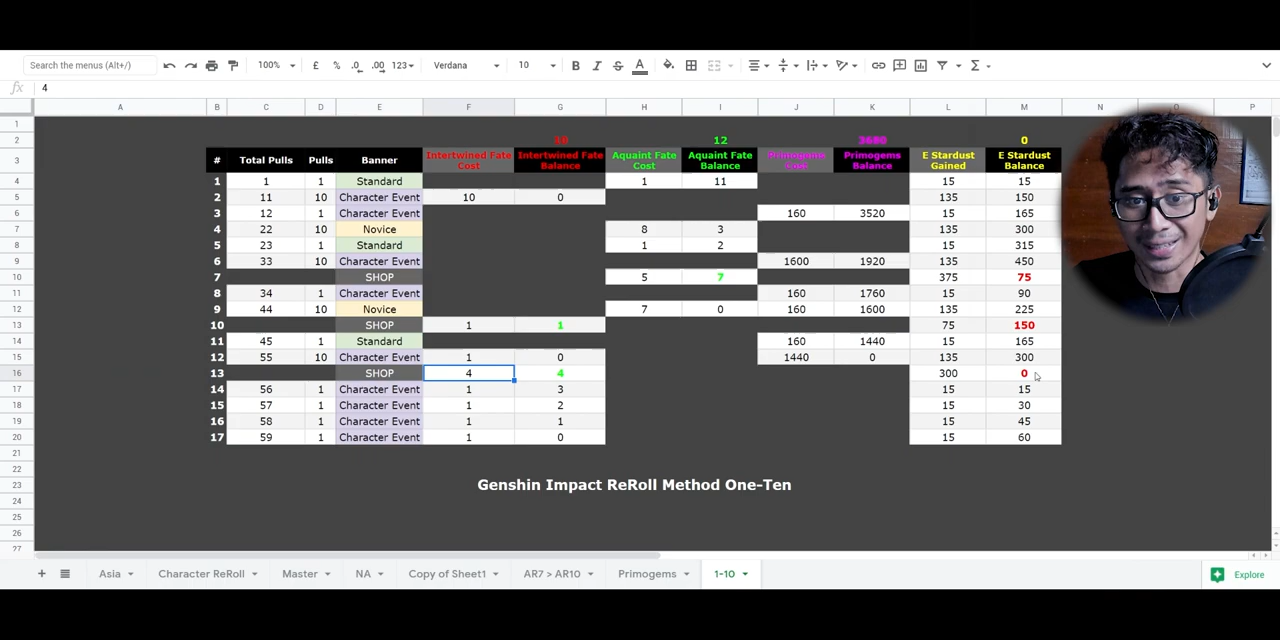 Search the menus (Alt+/)
100%
£
%
.0
.00
123
Verdana
10
B
I
S
A
Σ
fx
4
A B C D E F G H I J K L M N P
1
2 12 3680 0
3 # Total Pulls Pulls Banner Intertwined Fate Cost Intertwined Fate Balance Aquaint Fate Cost Aquaint Fate Balance Primogems Cost Primogems Balance E Stardust Gained E Stardust Balance
4 1 1 1 Standard 1 11 15 15
5 2 11 10 Character Event 10 0 135 150
6 3 12 1 Character Event 160 3520 15 165
7 4 22 10 Novice 8 3 135 300
8 5 23 1 Standard 1 2 15 315
9 6 33 10 Character Event 1600 1920 135 450
10 7 SHOP 5 7 375 75
11 8 34 1 Character Event 160 1760 15 90
12 9 44 10 Novice 7 0 160 1600 135 225
13 10 SHOP 1 1 75 150
14 11 45 1 Standard 160 1440 15 165
15 12 55 10 Character Event 1 0 1440 0 135 300
16 13 SHOP 4 4 300 0
17 14 56 1 Character Event 1 3 15 15
18 15 57 1 Character Event 1 2 15 30
19 16 58 1 Character Event 1 1 15 45
20 17 59 1 Character Event 1 0 15 60
21
22
23 Genshin Impact ReRoll Method One-Ten
24
25
26
27
Asia
Character ReRoll
Master
NA
Copy of Sheet1
AR7 > AR10
Primogems
1-10
Explore